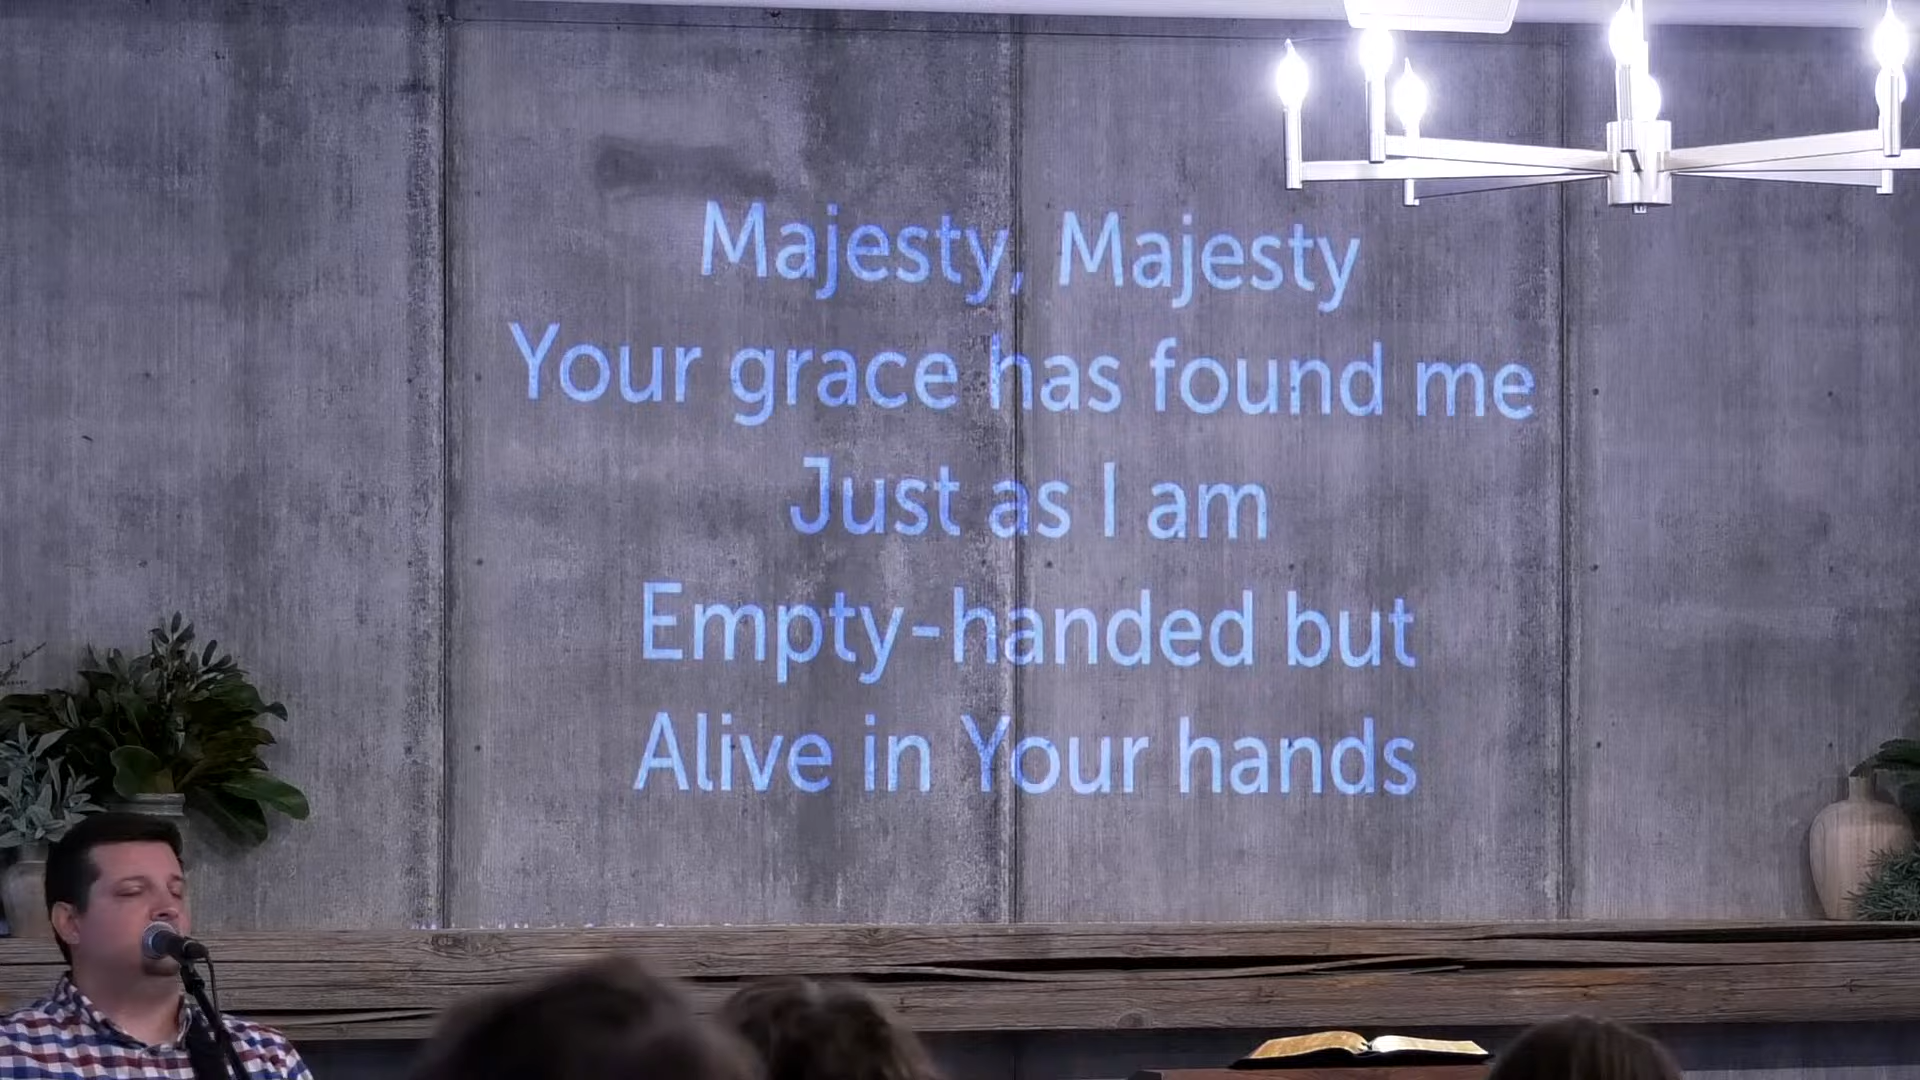 Majesty, Majesty
Your grace has found me
Just as I am
Empty-handed but
Alive in Your hands